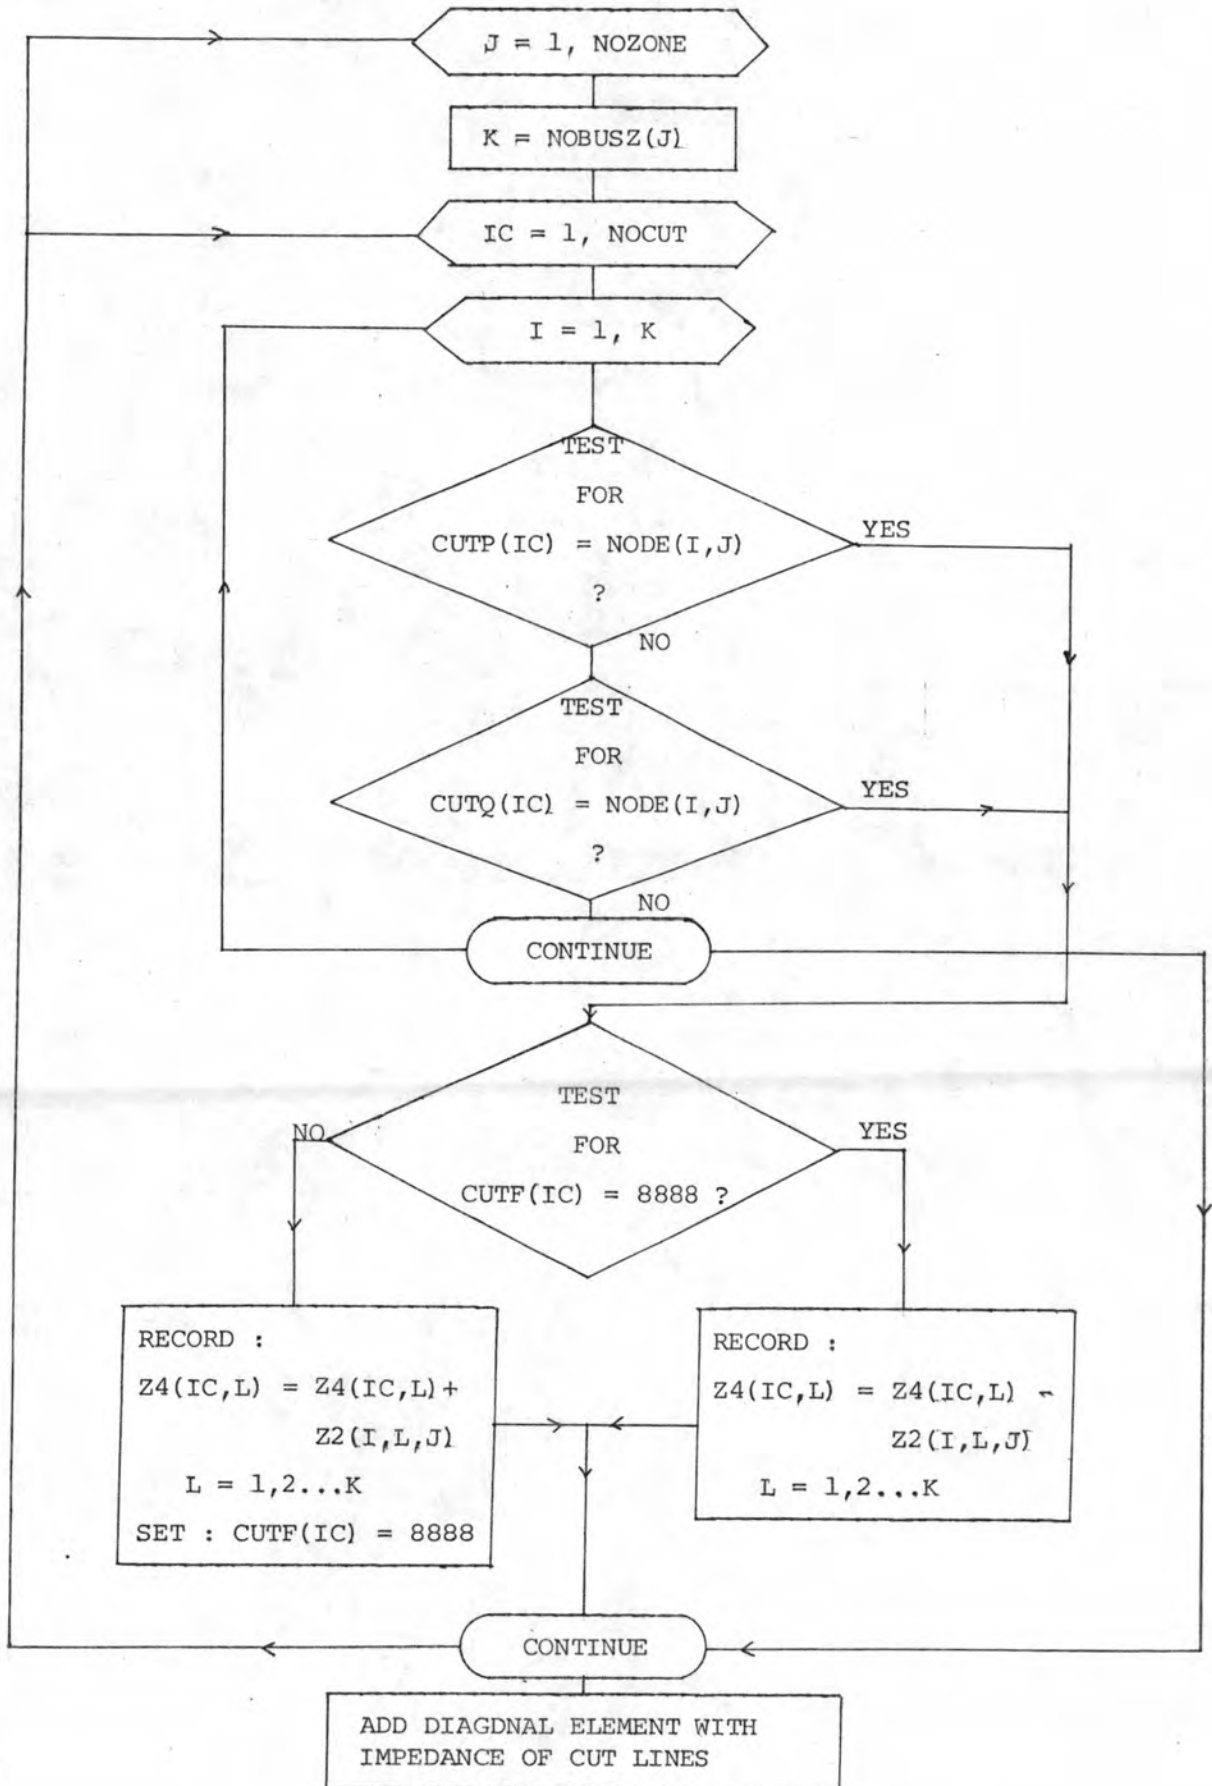 J = 1, NOZONE
K = NOBUSZ(J)
IC = 1, NOCUT
I = 1, K
TEST
FOR
CUTP(IC) = NODE(I,J)
?
YES
NO
TEST
FOR
CUTQ(IC) = NODE(I,J)
?
YES
NO
CONTINUE
TEST
FOR
CUTF(IC) = 8888 ?
NO
YES
RECORD :
Z4(IC,L) = Z4(IC,L)+
Z2(I,L,J)
L = 1,2...K
SET : CUTF(IC) = 8888
RECORD :
Z4(IC,L) = Z4(IC,L) -
Z2(I,L,J)
L = 1,2...K
CONTINUE
ADD DIAGDNAL ELEMENT WITH
IMPEDANCE OF CUT LINES